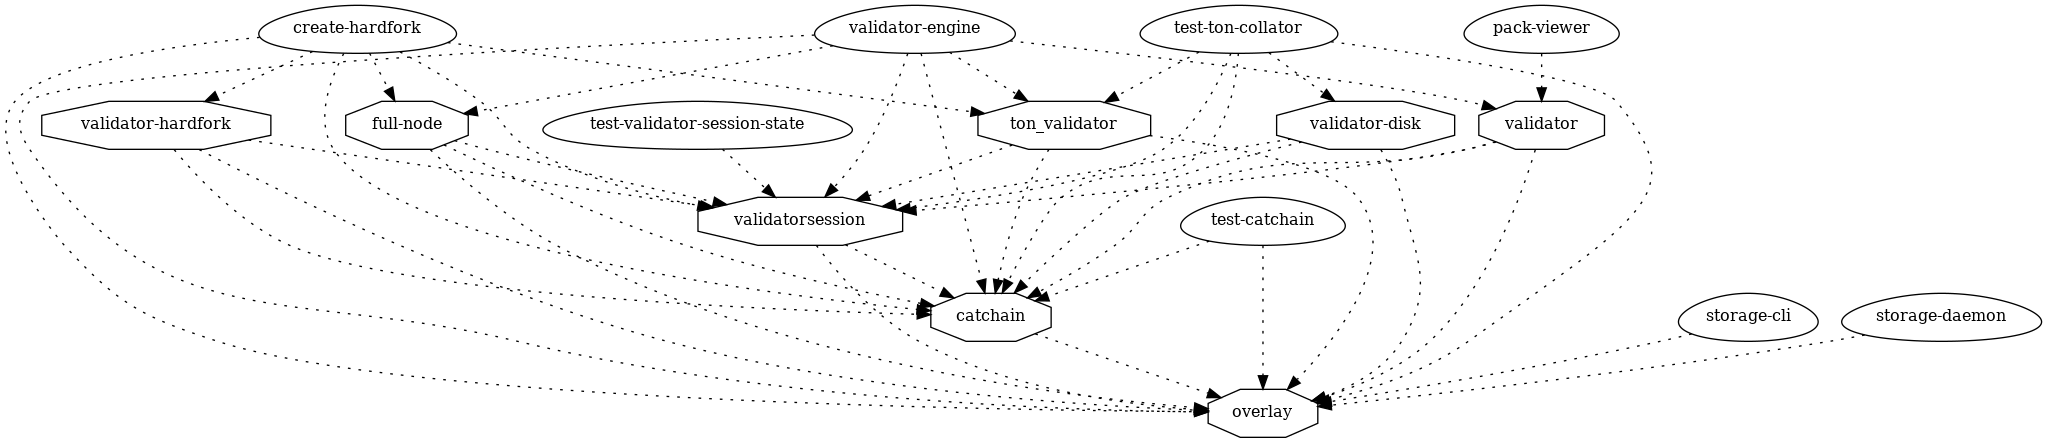 create-hardfork
validator-engine
test-ton-collator
pack-viewer
validator-hardfork
full-node
test-validator-session-state
ton_validator
validator-disk
validator
validatorsession
test-catchain
catchain
storage-cli
storage-daemon
overlay